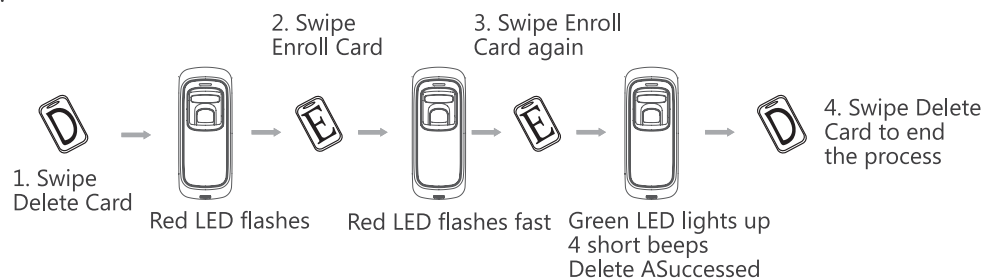 2. Swipe
Enroll Card
3. Swipe Enroll
Card again
D
E
E
D
1. Swipe
Delete Card
4. Swipe Delete
Card to end
the process
Red LED flashes
Red LED flashes fast
Green LED lights up
4 short beeps
Delete ASuccessed